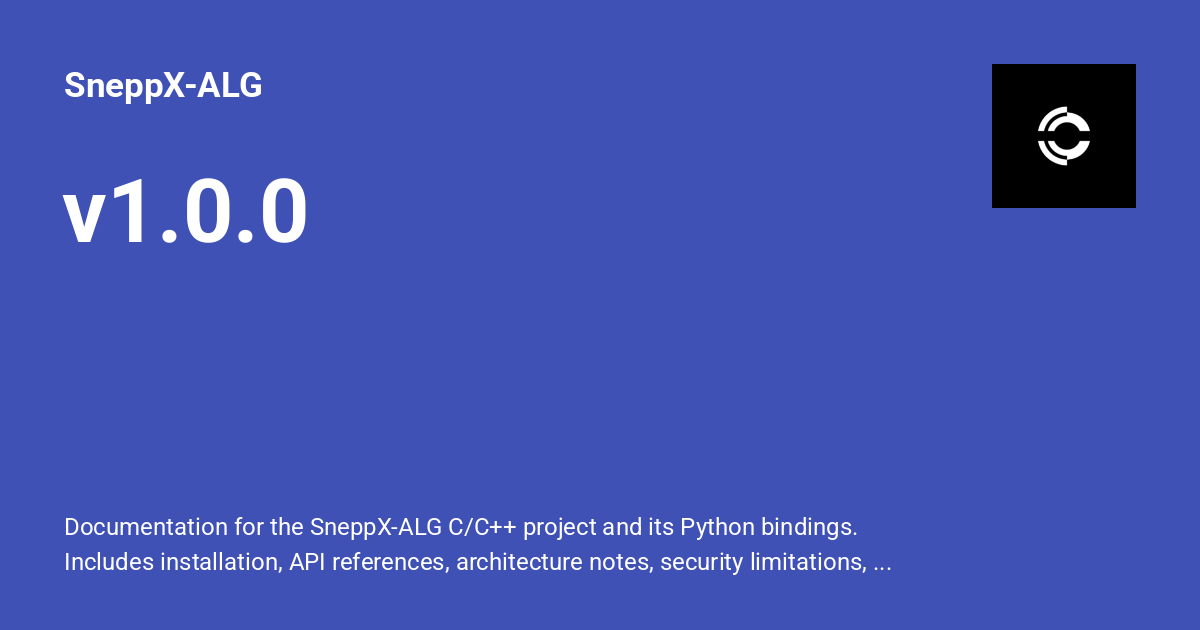 SneppX-ALG
v1.0.0
Documentation for the SneppX-ALG C/C++ project and its Python bindings.
Includes installation, API references, architecture notes, security limitations, ...